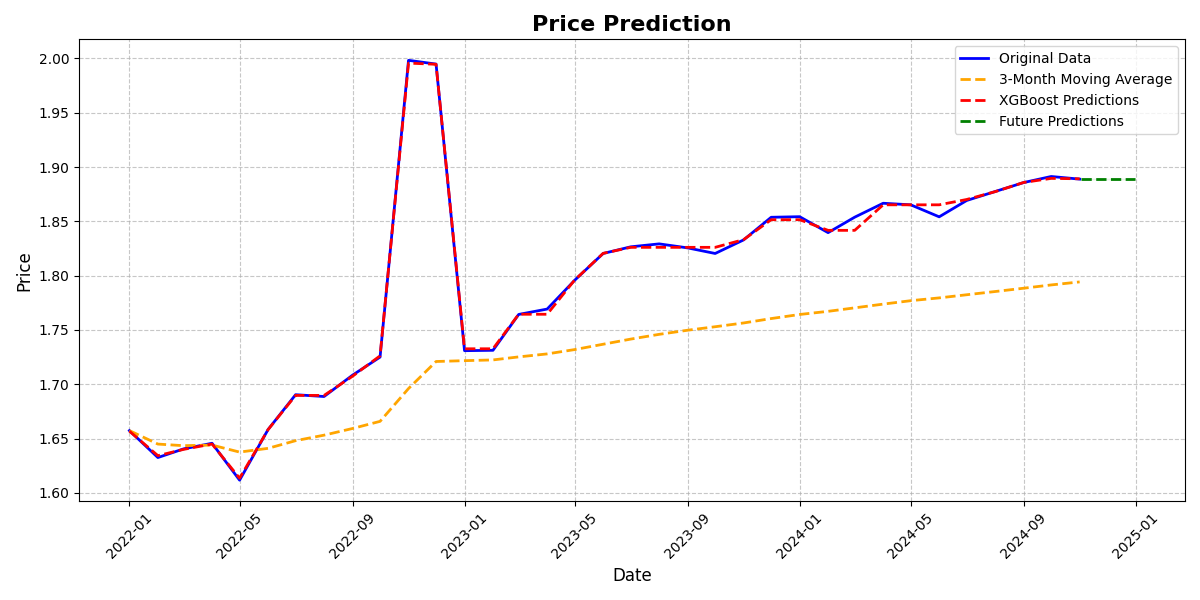 Price Prediction
2.00
1.95
1.90
1.85
1.80
1.75
1.70
1.65
1.60
Price
Original Data
3-Month Moving Average
XGBoost Predictions
Future Predictions
2022-01
2022-05
2022-09
2023-01
2023-05
2023-09
2024-01
2024-05
2024-09
2025-01
Date